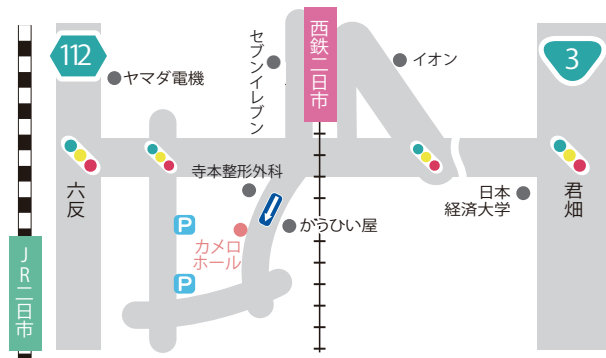 112
ヤマダ電機
セブンイレブン
西鉄二日市
イオン
3
六反
寺本整形外科
日本
経済大学
君畑
P
かうひい屋
カメロ
ホール
P
JR二日市